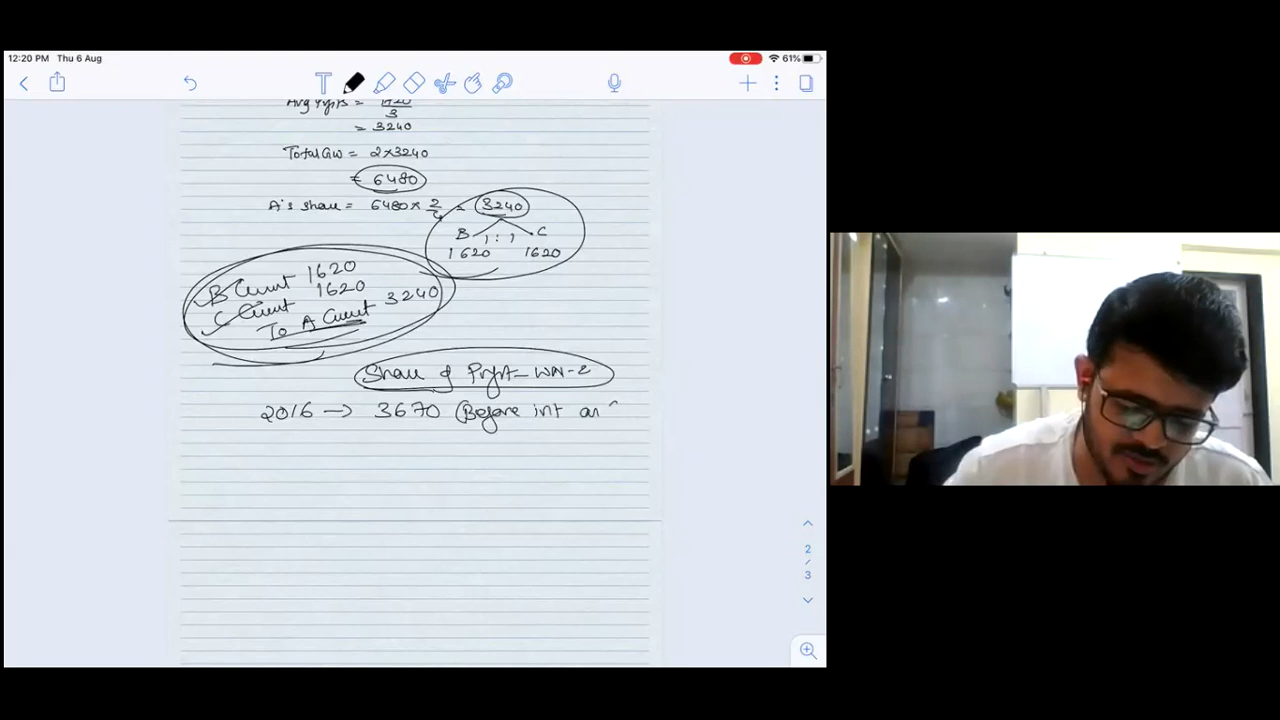 12:20 PM Thu 6 Aug
61%
T
= 3
= 3240
Total GW = 2×3240
= 6480
A's share = 6480 × 2/4 = 3240
B 1 : 1 C
1620 1620
B Current 1620
C Current 1620
To A Current 3240
Share of Profit - WN-2
2016 → 3670 (Before int an
2
/
3